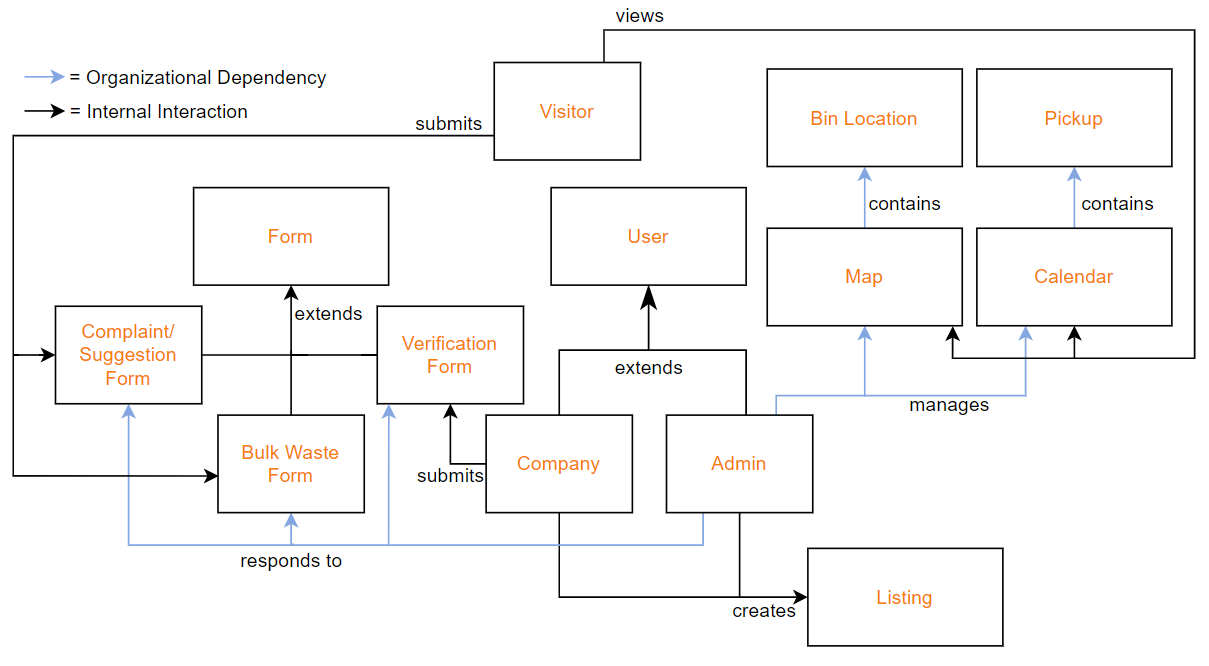 views
= Organizational Dependency
= Internal Interaction
submits
Visitor
Bin Location
Pickup
contains
contains
Form
User
Map
Calendar
extends
Complaint/
Suggestion
Form
Verification
Form
extends
manages
Bulk Waste
Form
submits
Company
Admin
responds to
creates
Listing